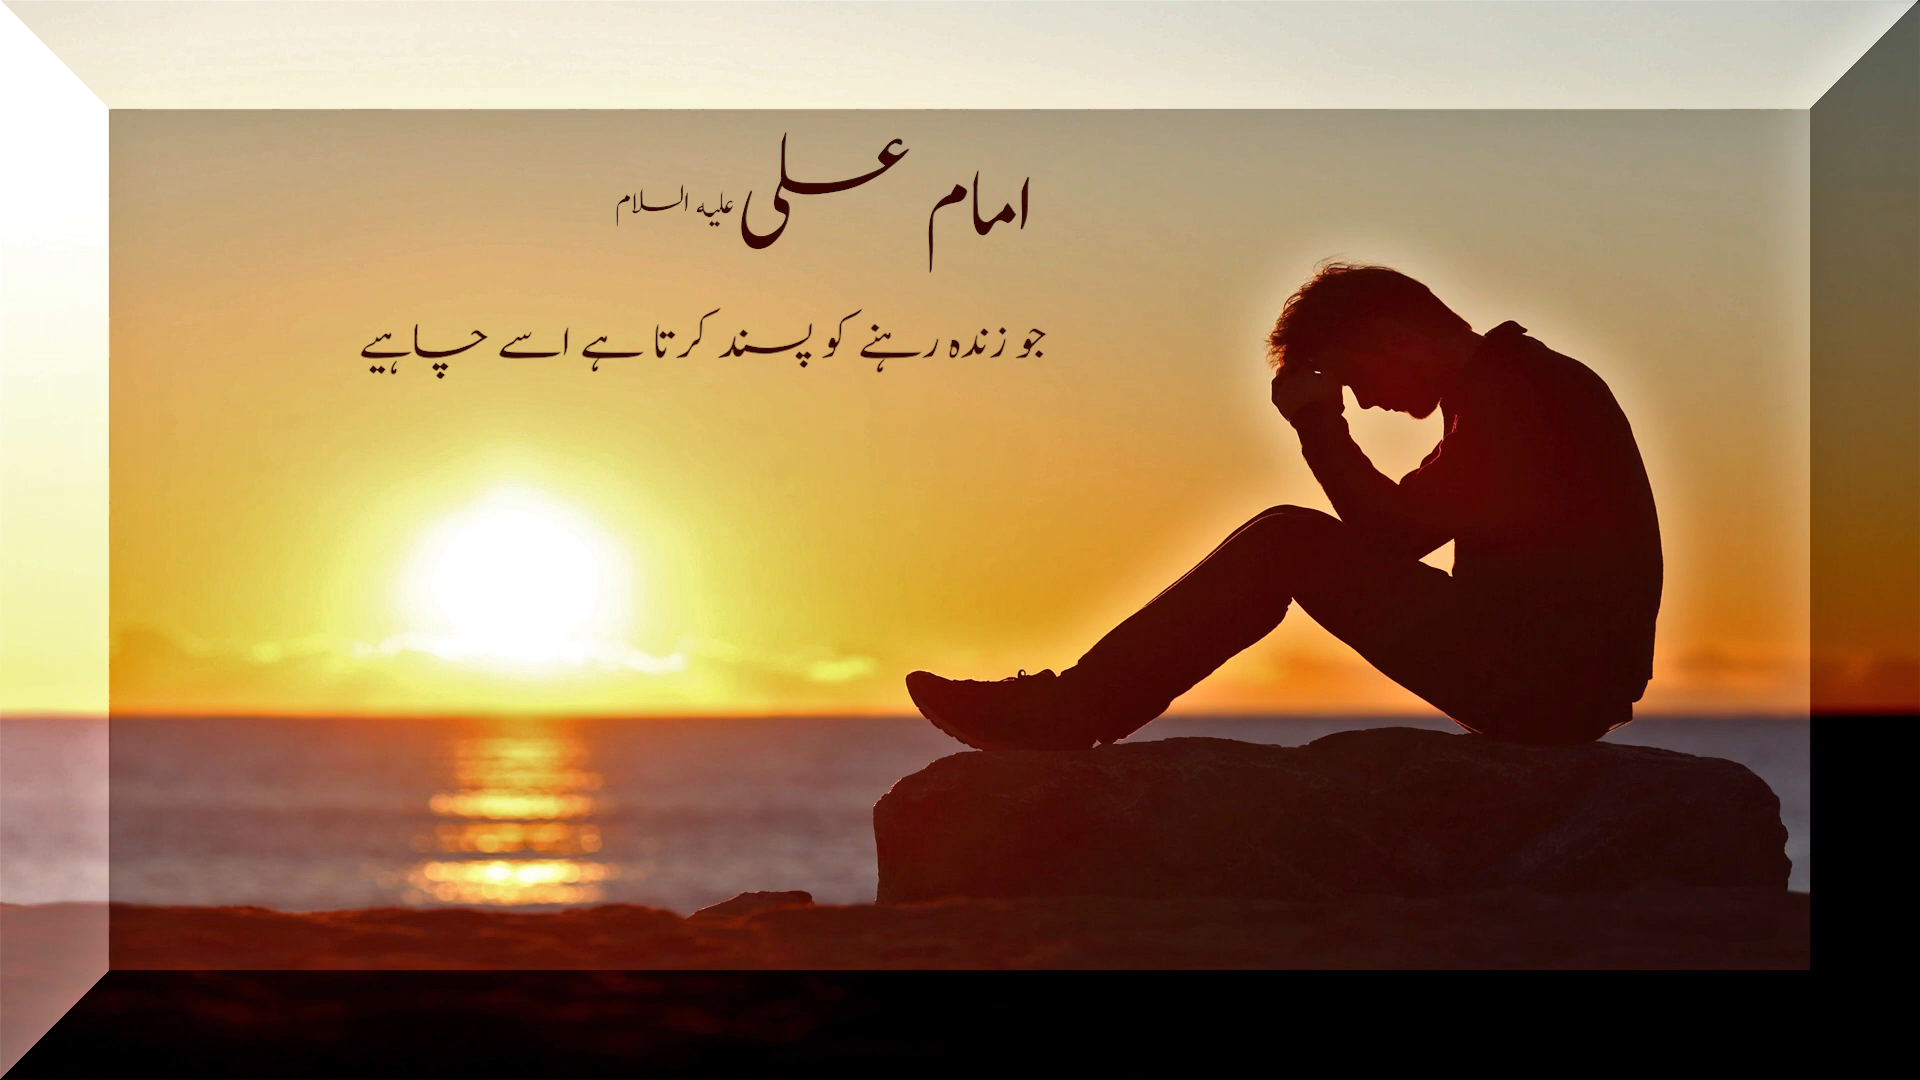 امام علی علیہ السلام
جو زندہ رہنے کو پسند کرتا ہے اسے چاہیے